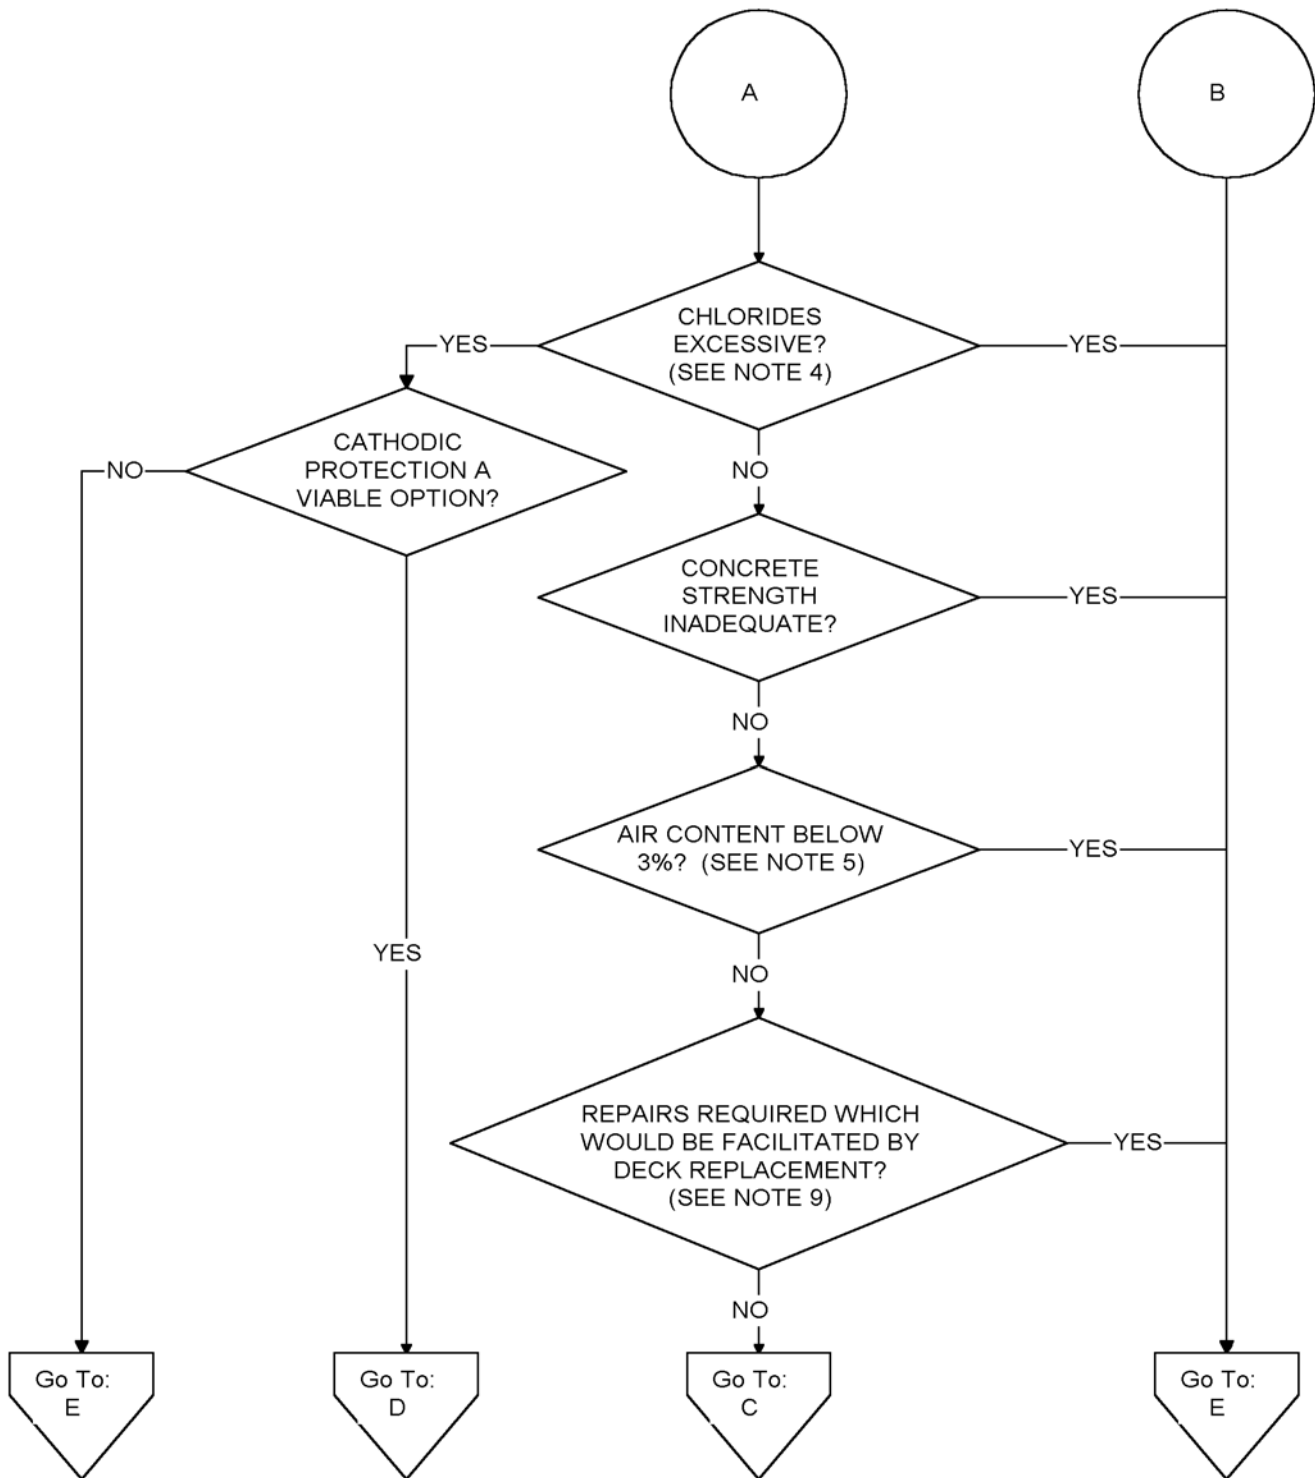 A
B
CHLORIDES
EXCESSIVE?
(SEE NOTE 4)
YES
YES
CATHODIC
PROTECTION A
VIABLE OPTION?
NO
NO
CONCRETE
STRENGTH
INADEQUATE?
YES
NO
AIR CONTENT BELOW
3%? (SEE NOTE 5)
YES
YES
NO
REPAIRS REQUIRED WHICH
WOULD BE FACILITATED BY
DECK REPLACEMENT?
(SEE NOTE 9)
YES
NO
Go To:
E
Go To:
D
Go To:
C
Go To:
E